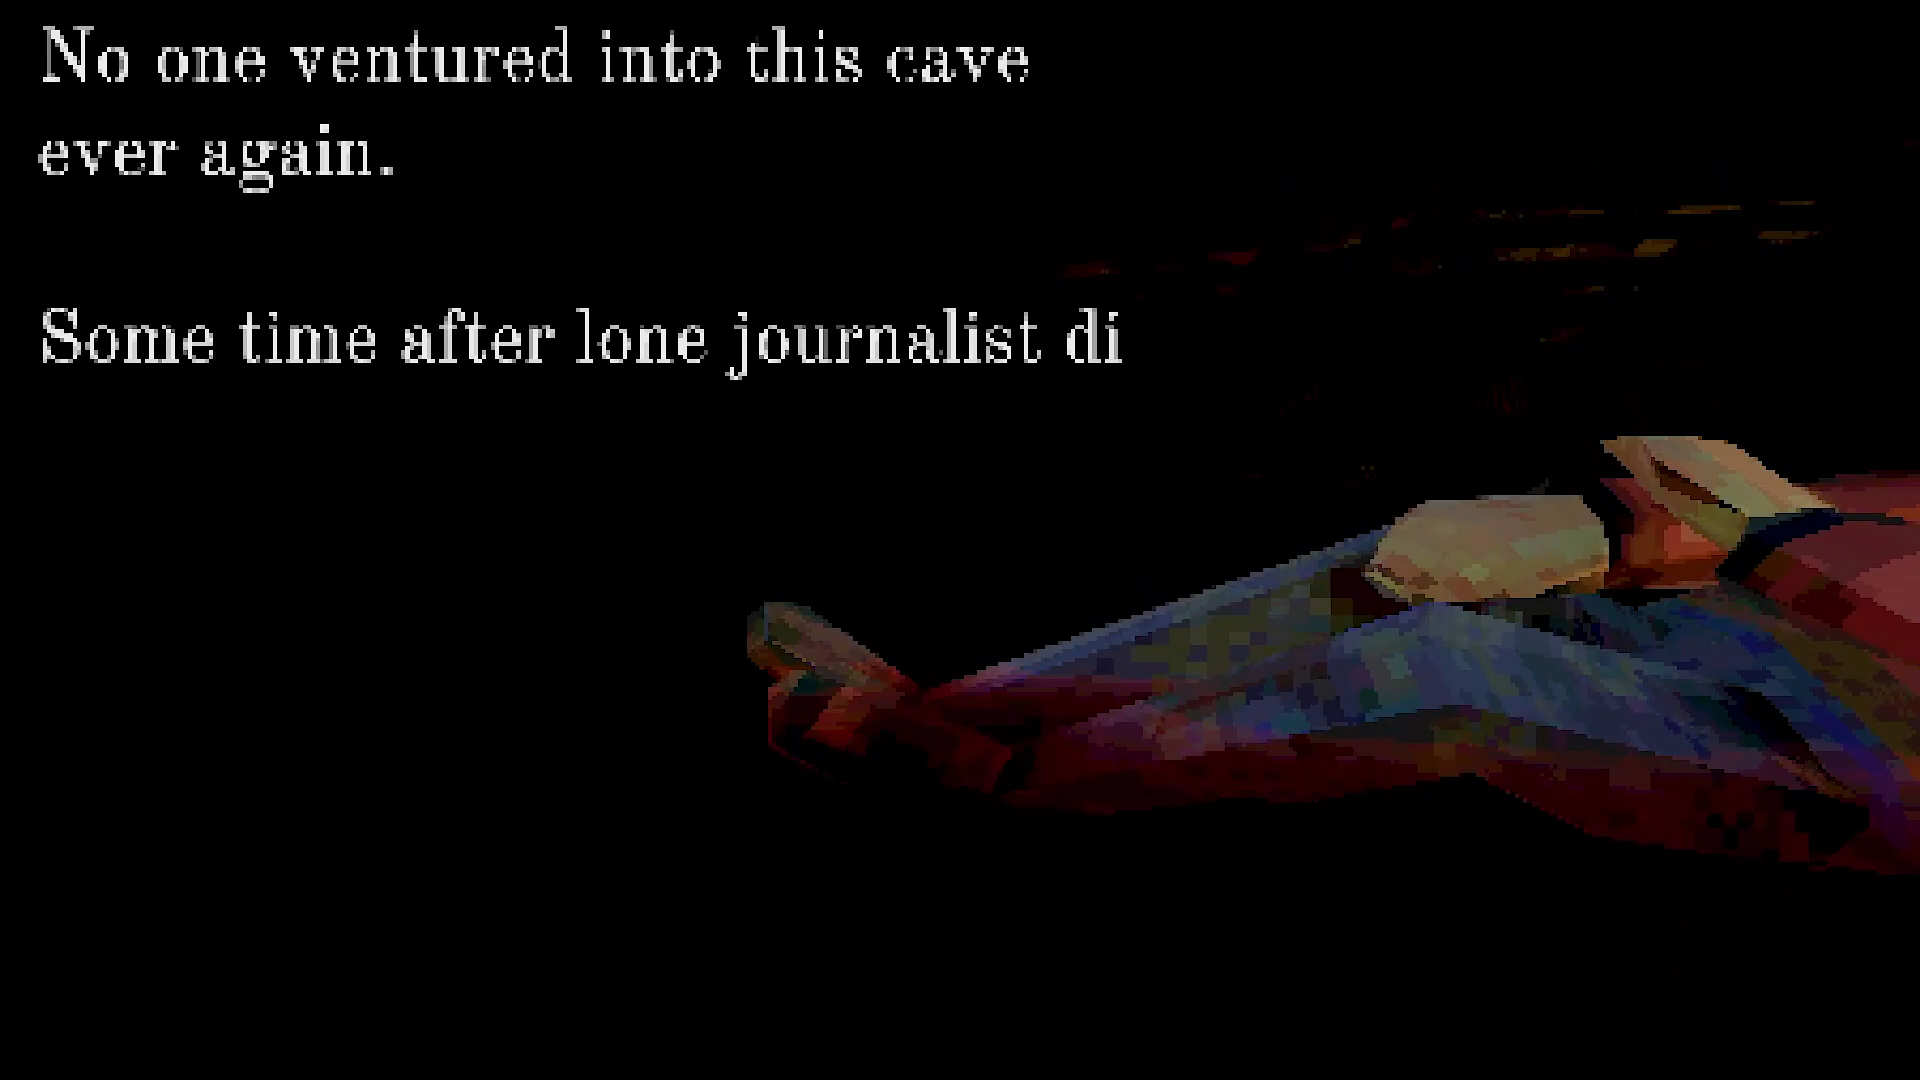 No one ventured into this cave
ever again.
Some time after lone journalist di